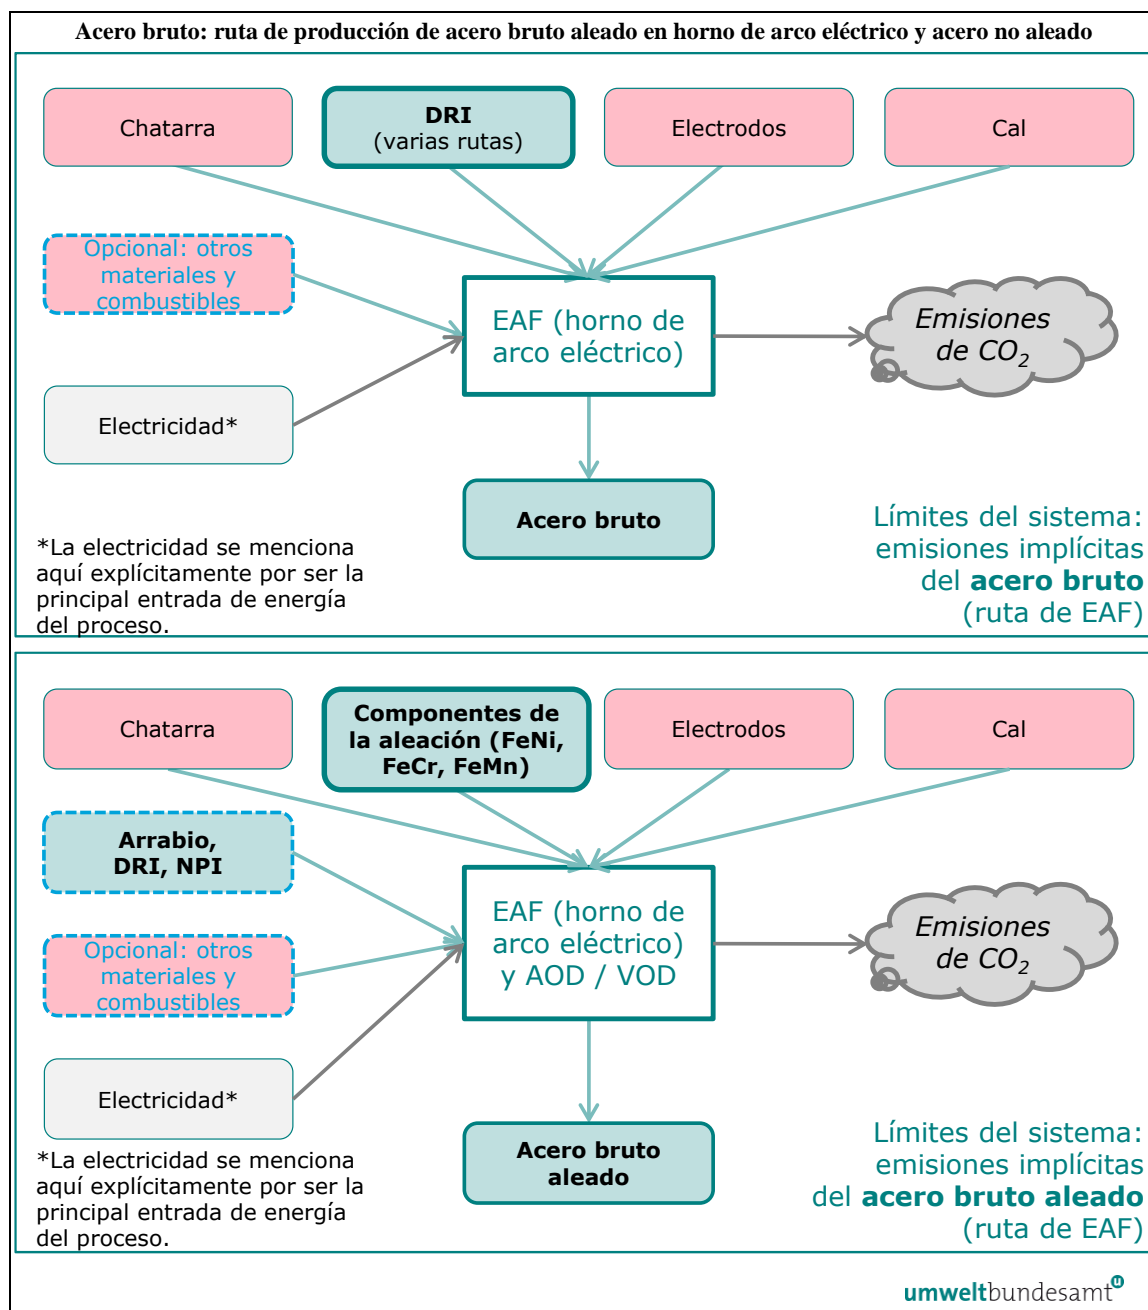 Acero bruto: ruta de producción de acero bruto aleado en horno de arco eléctrico y acero no aleado
Chatarra
DRI
(varias rutas)
Electrodos
Cal
Opcional: otros
materiales y
combustibles
EAF (horno de
arco eléctrico)
Emisiones
de CO2
Electricidad*
Acero bruto
*La electricidad se menciona
aquí explícitamente por ser la
principal entrada de energía
del proceso.
Límites del sistema:
emisiones implícitas
del acero bruto
(ruta de EAF)
Chatarra
Componentes de
la aleación (FeNi,
FeCr, FeMn)
Electrodos
Cal
Arrabio,
DRI, NPI
Opcional: otros
materiales y
combustibles
EAF (horno de
arco eléctrico)
y AOD / VOD
Emisiones
de CO2
Electricidad*
Acero bruto
aleado
*La electricidad se menciona
aquí explícitamente por ser la
principal entrada de energía
del proceso.
Límites del sistema:
emisiones implícitas
del acero bruto aleado
(ruta de EAF)
umweltbundesamt